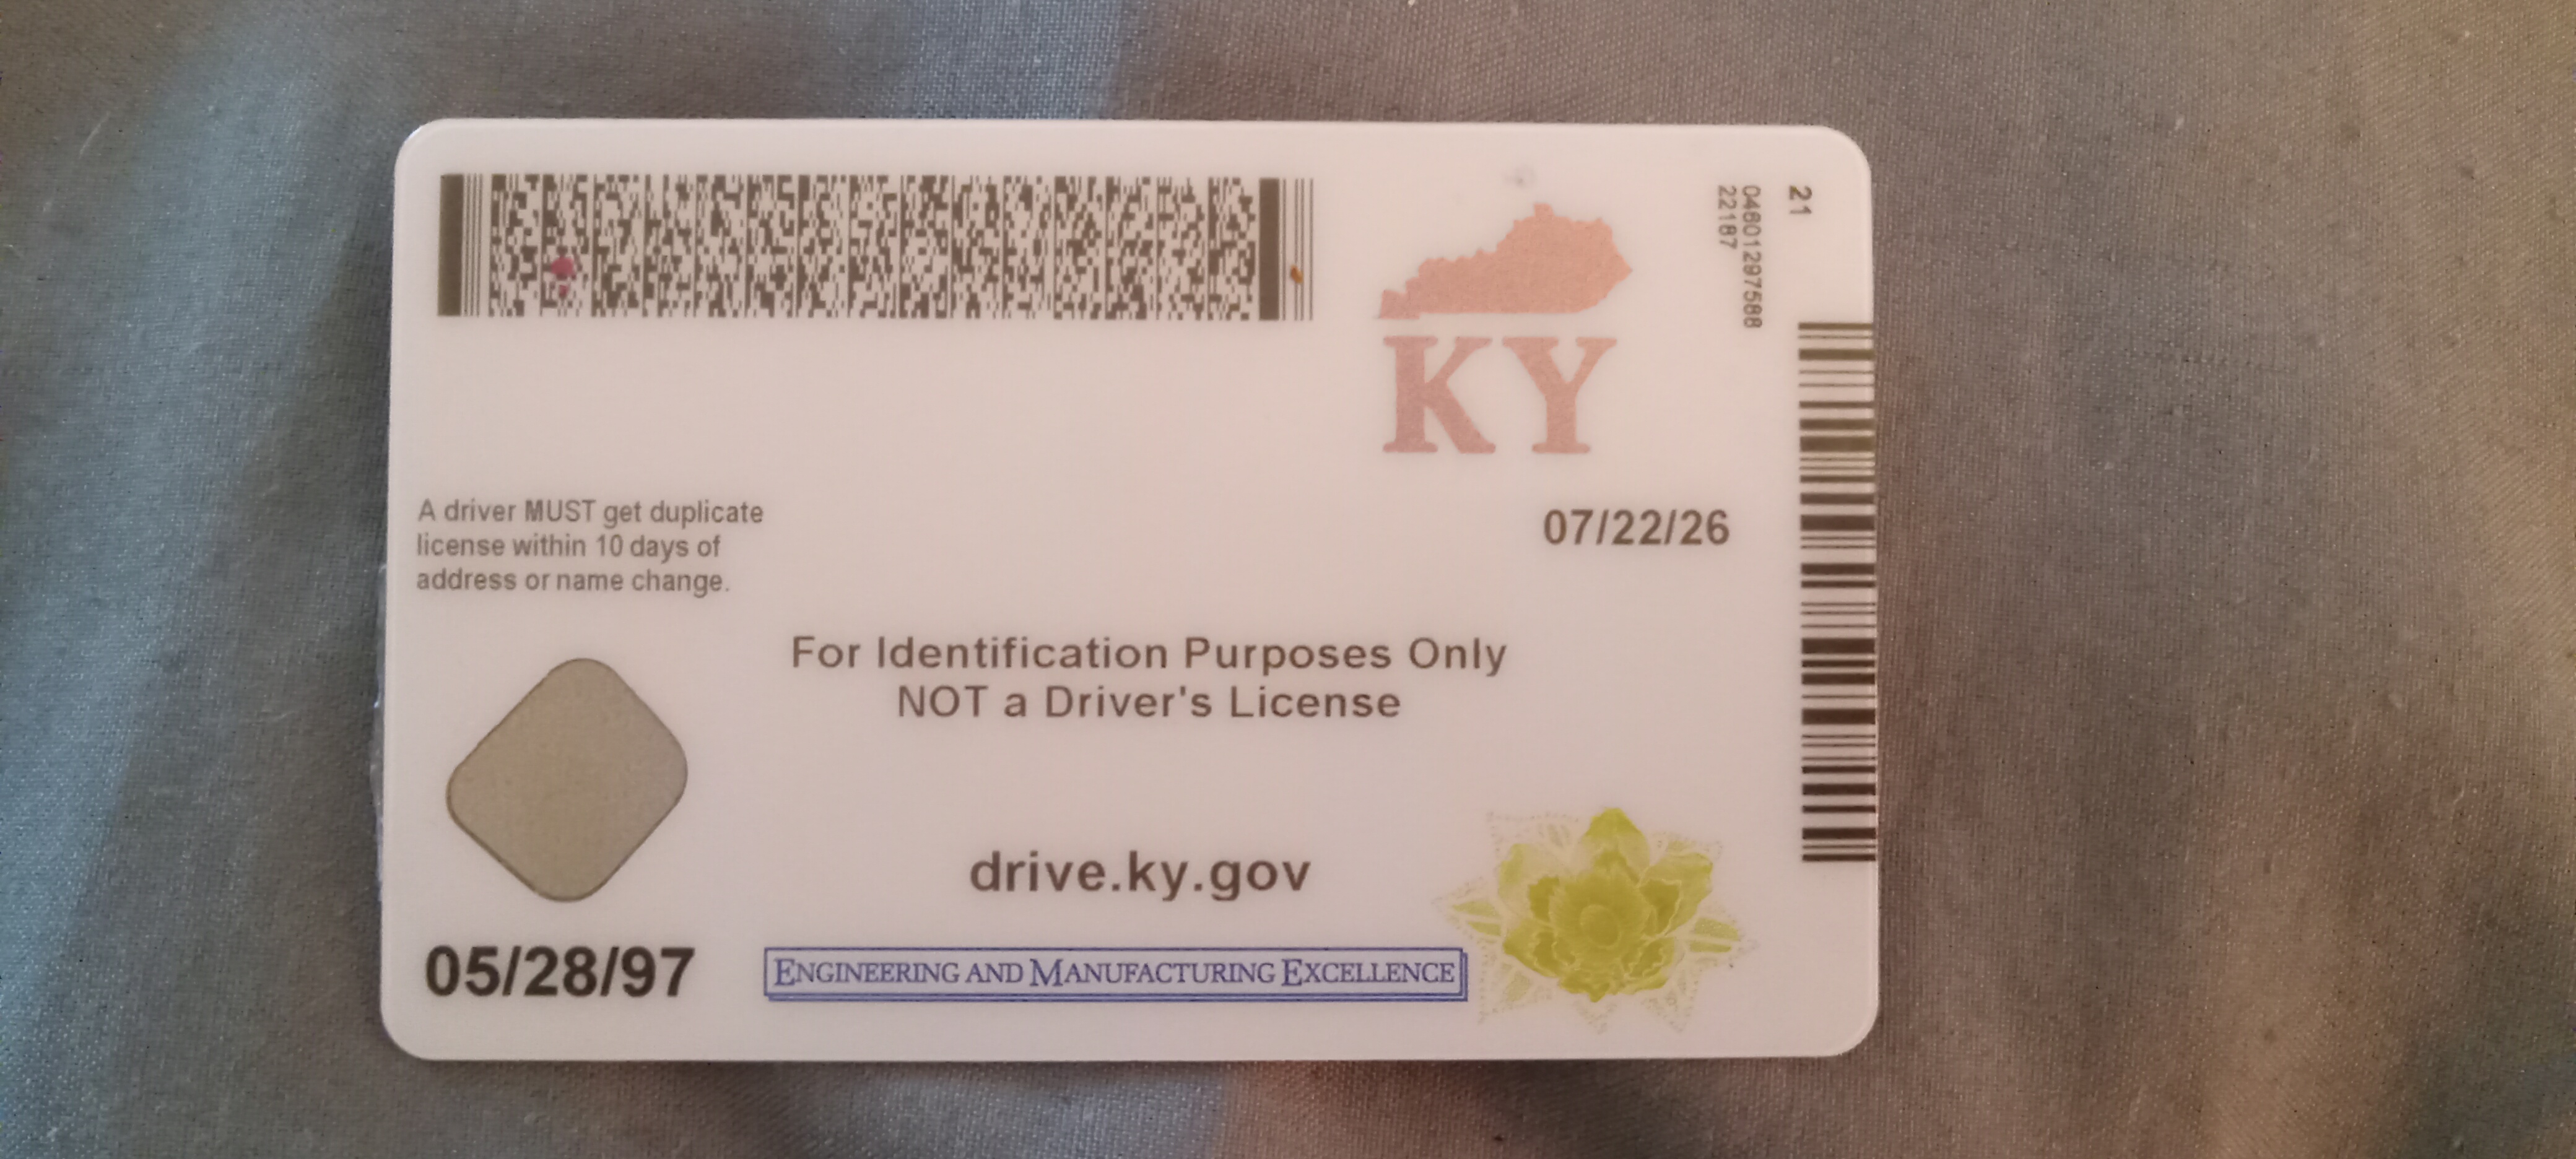 21
04601297588
22187
KY
A driver MUST get duplicate
license within 10 days of
address or name change.
07/22/26
For Identification Purposes Only
NOT a Driver's License
drive.ky.gov
05/28/97
ENGINEERING AND MANUFACTURING EXCELLENCE